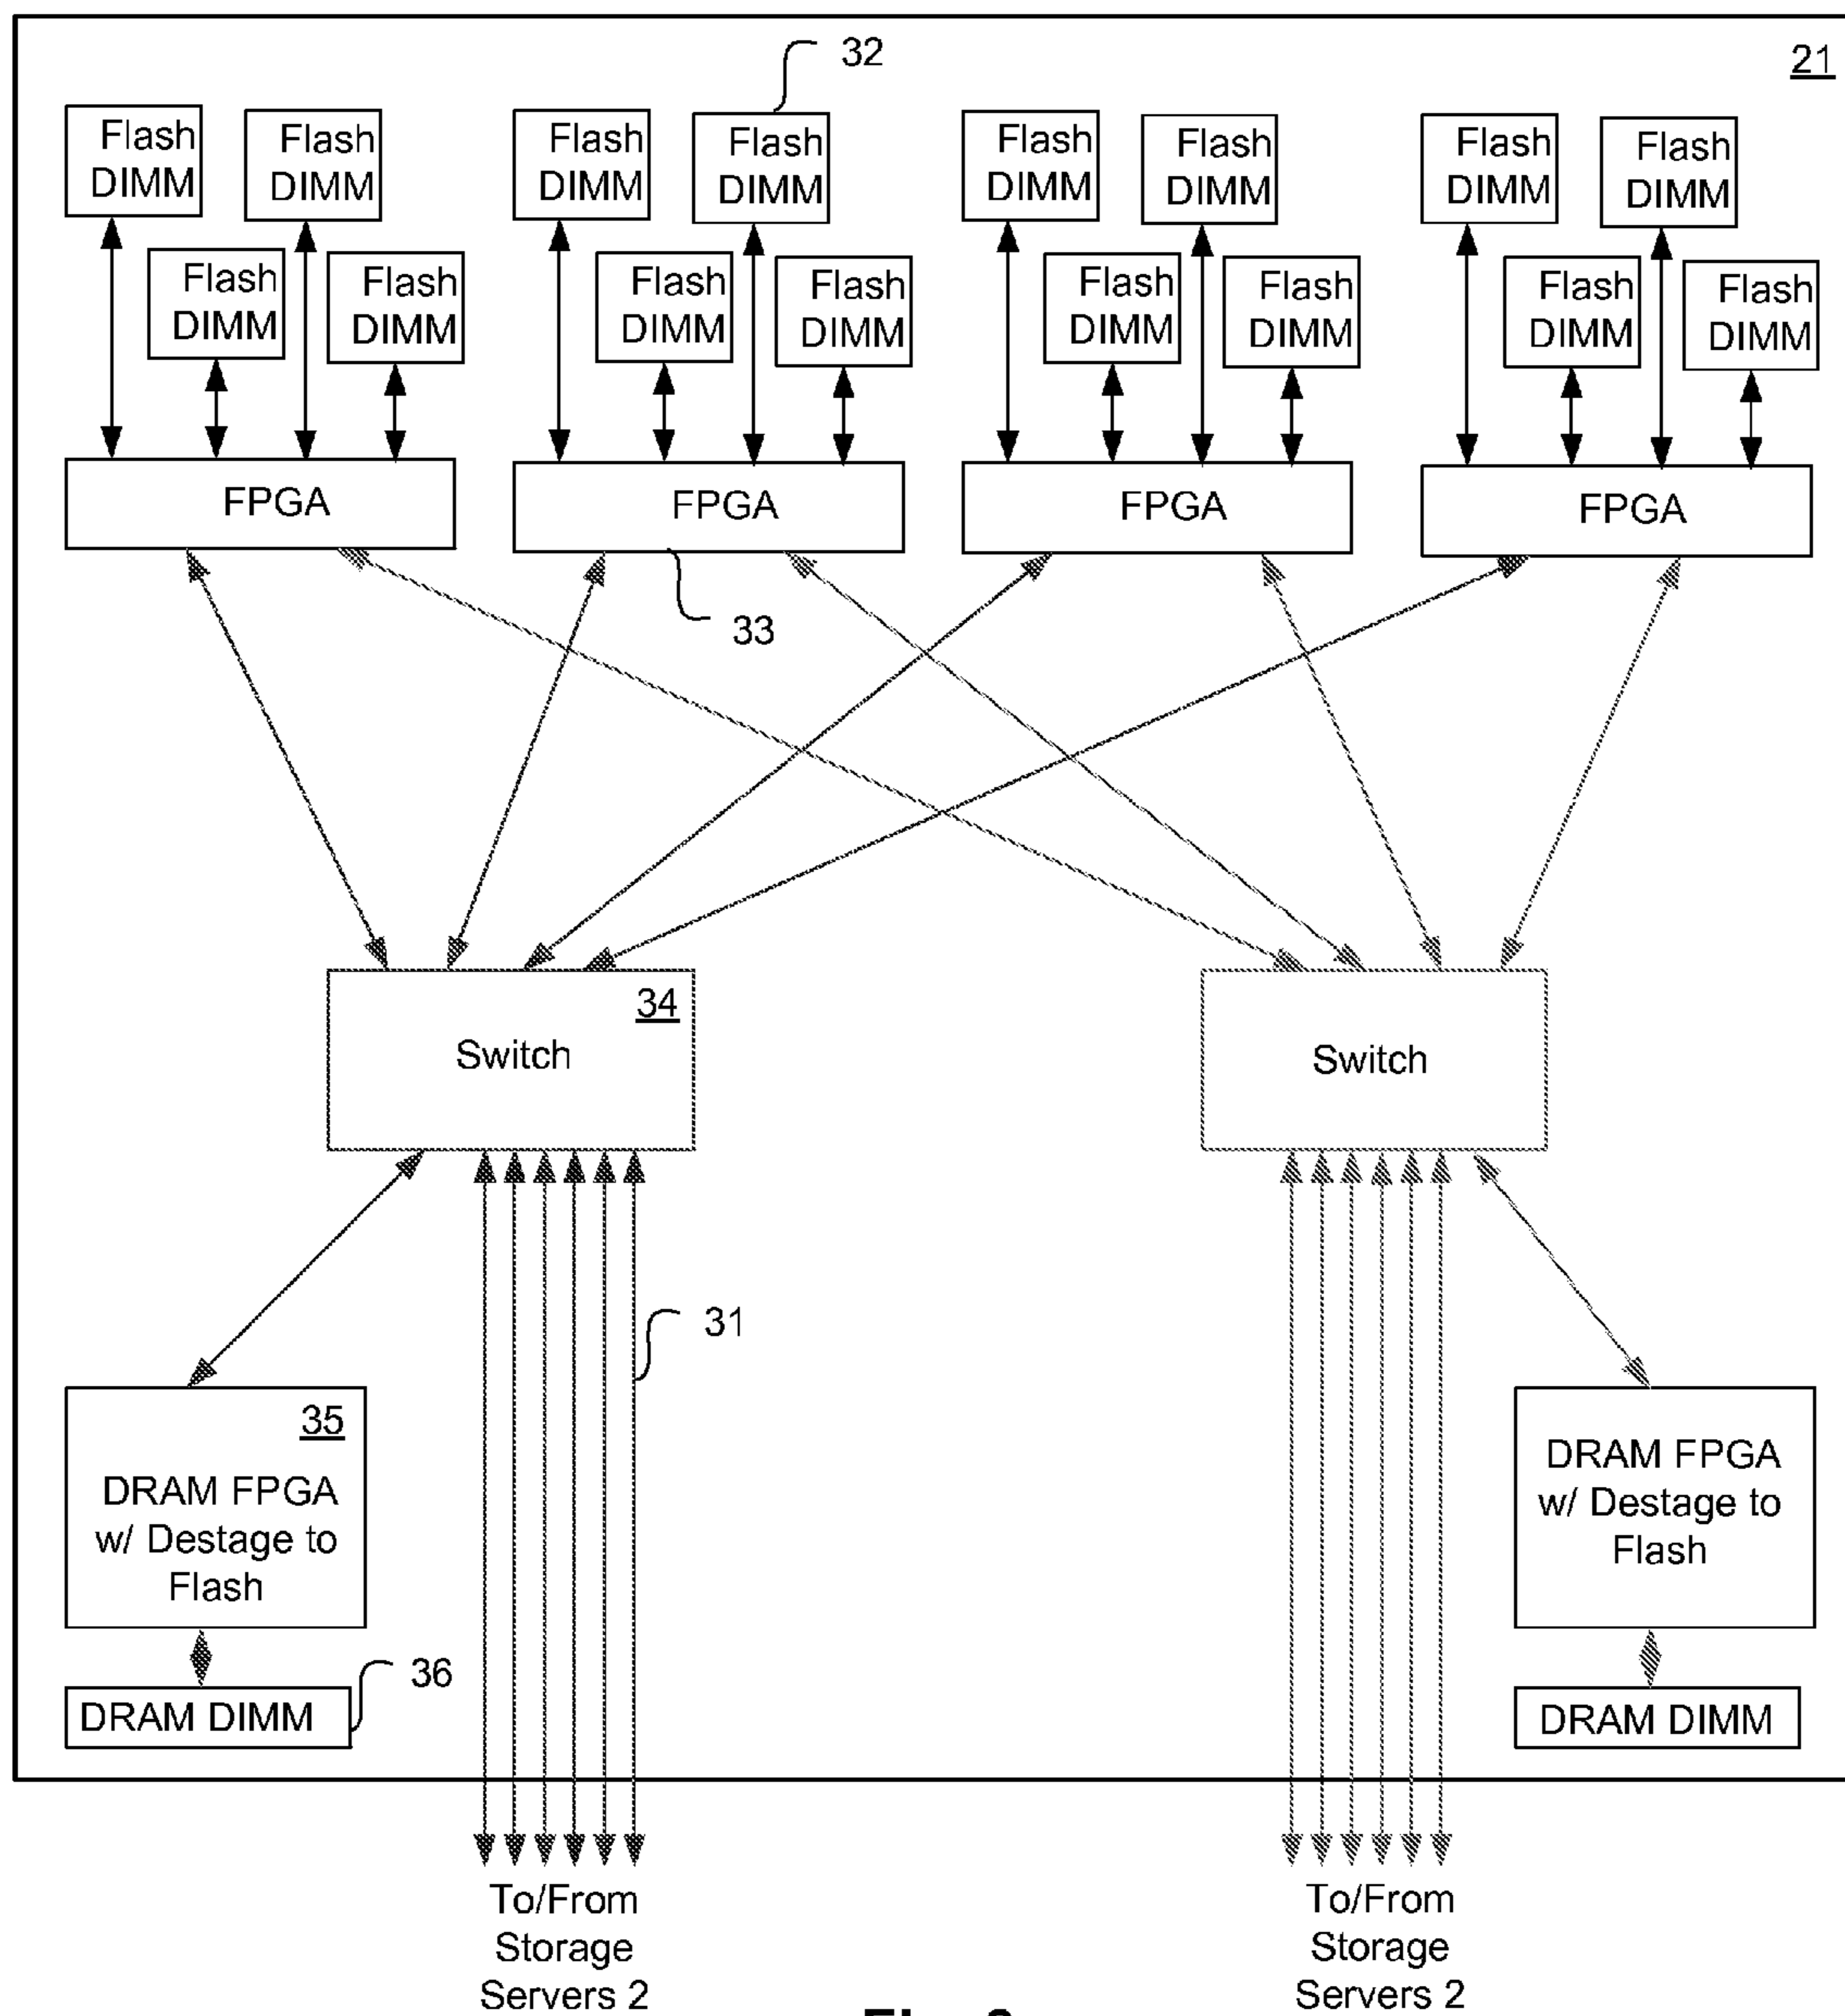 21
32
Flash
DIMM
Flash
DIMM
Flash
DIMM
Flash
DIMM
Flash
DIMM
Flash
DIMM
Flash
DIMM
Flash
DIMM
Flash
DIMM
Flash
DIMM
Flash
DIMM
Flash
DIMM
Flash
DIMM
Flash
DIMM
Flash
DIMM
Flash
DIMM
FPGA
FPGA
FPGA
FPGA
33
34
Switch
Switch
31
35
DRAM FPGA
w/ Destage to
Flash
DRAM FPGA
w/ Destage to
Flash
36
DRAM DIMM
DRAM DIMM
To/From
Storage
Servers 2
To/From
Storage
Servers 2